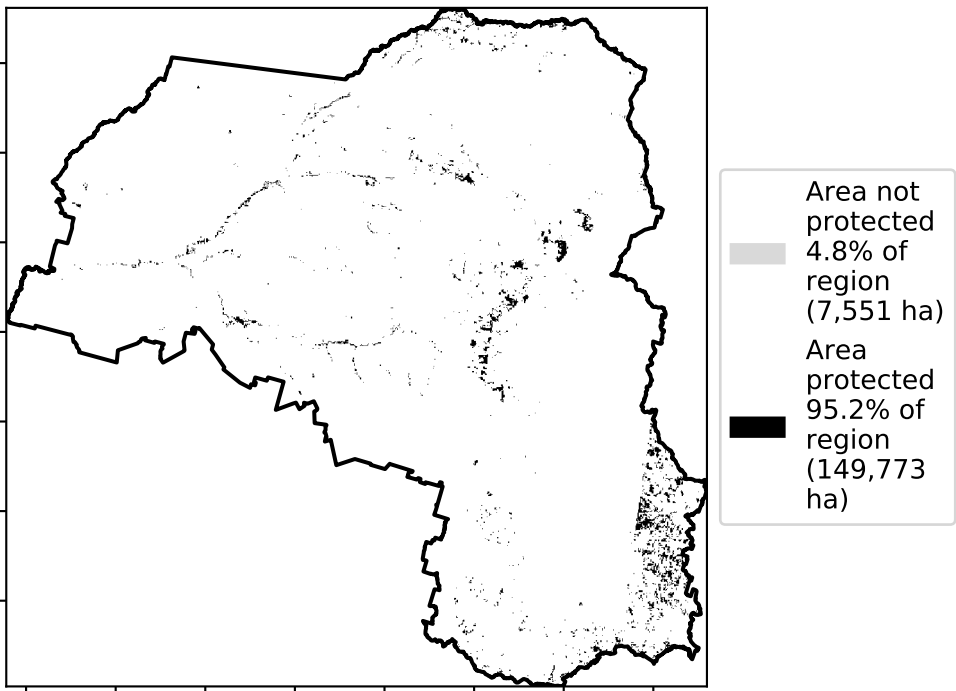 Area not
protected
4.8% of
region
(7,551 ha)
Area
protected
95.2% of
region
(149,773
ha)